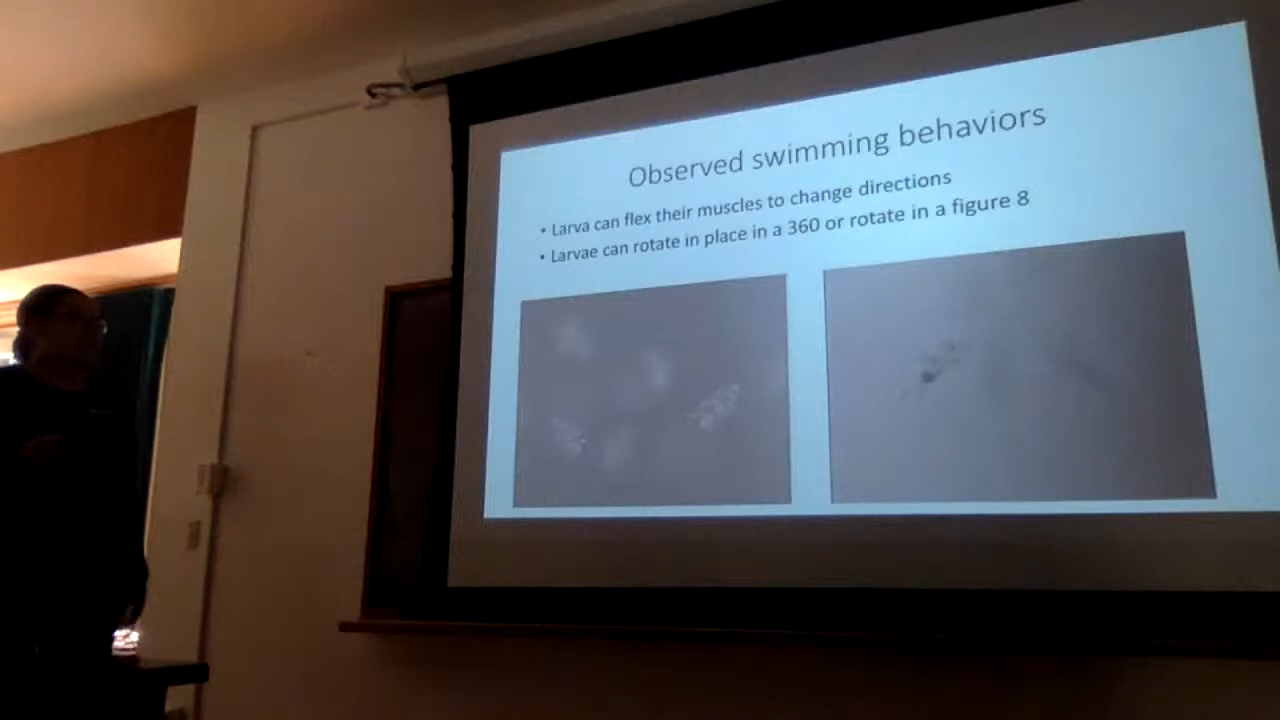 Observed swimming behaviors
• Larva can flex their muscles to change directions
• Larvae can rotate in place in a 360 or rotate in a figure 8